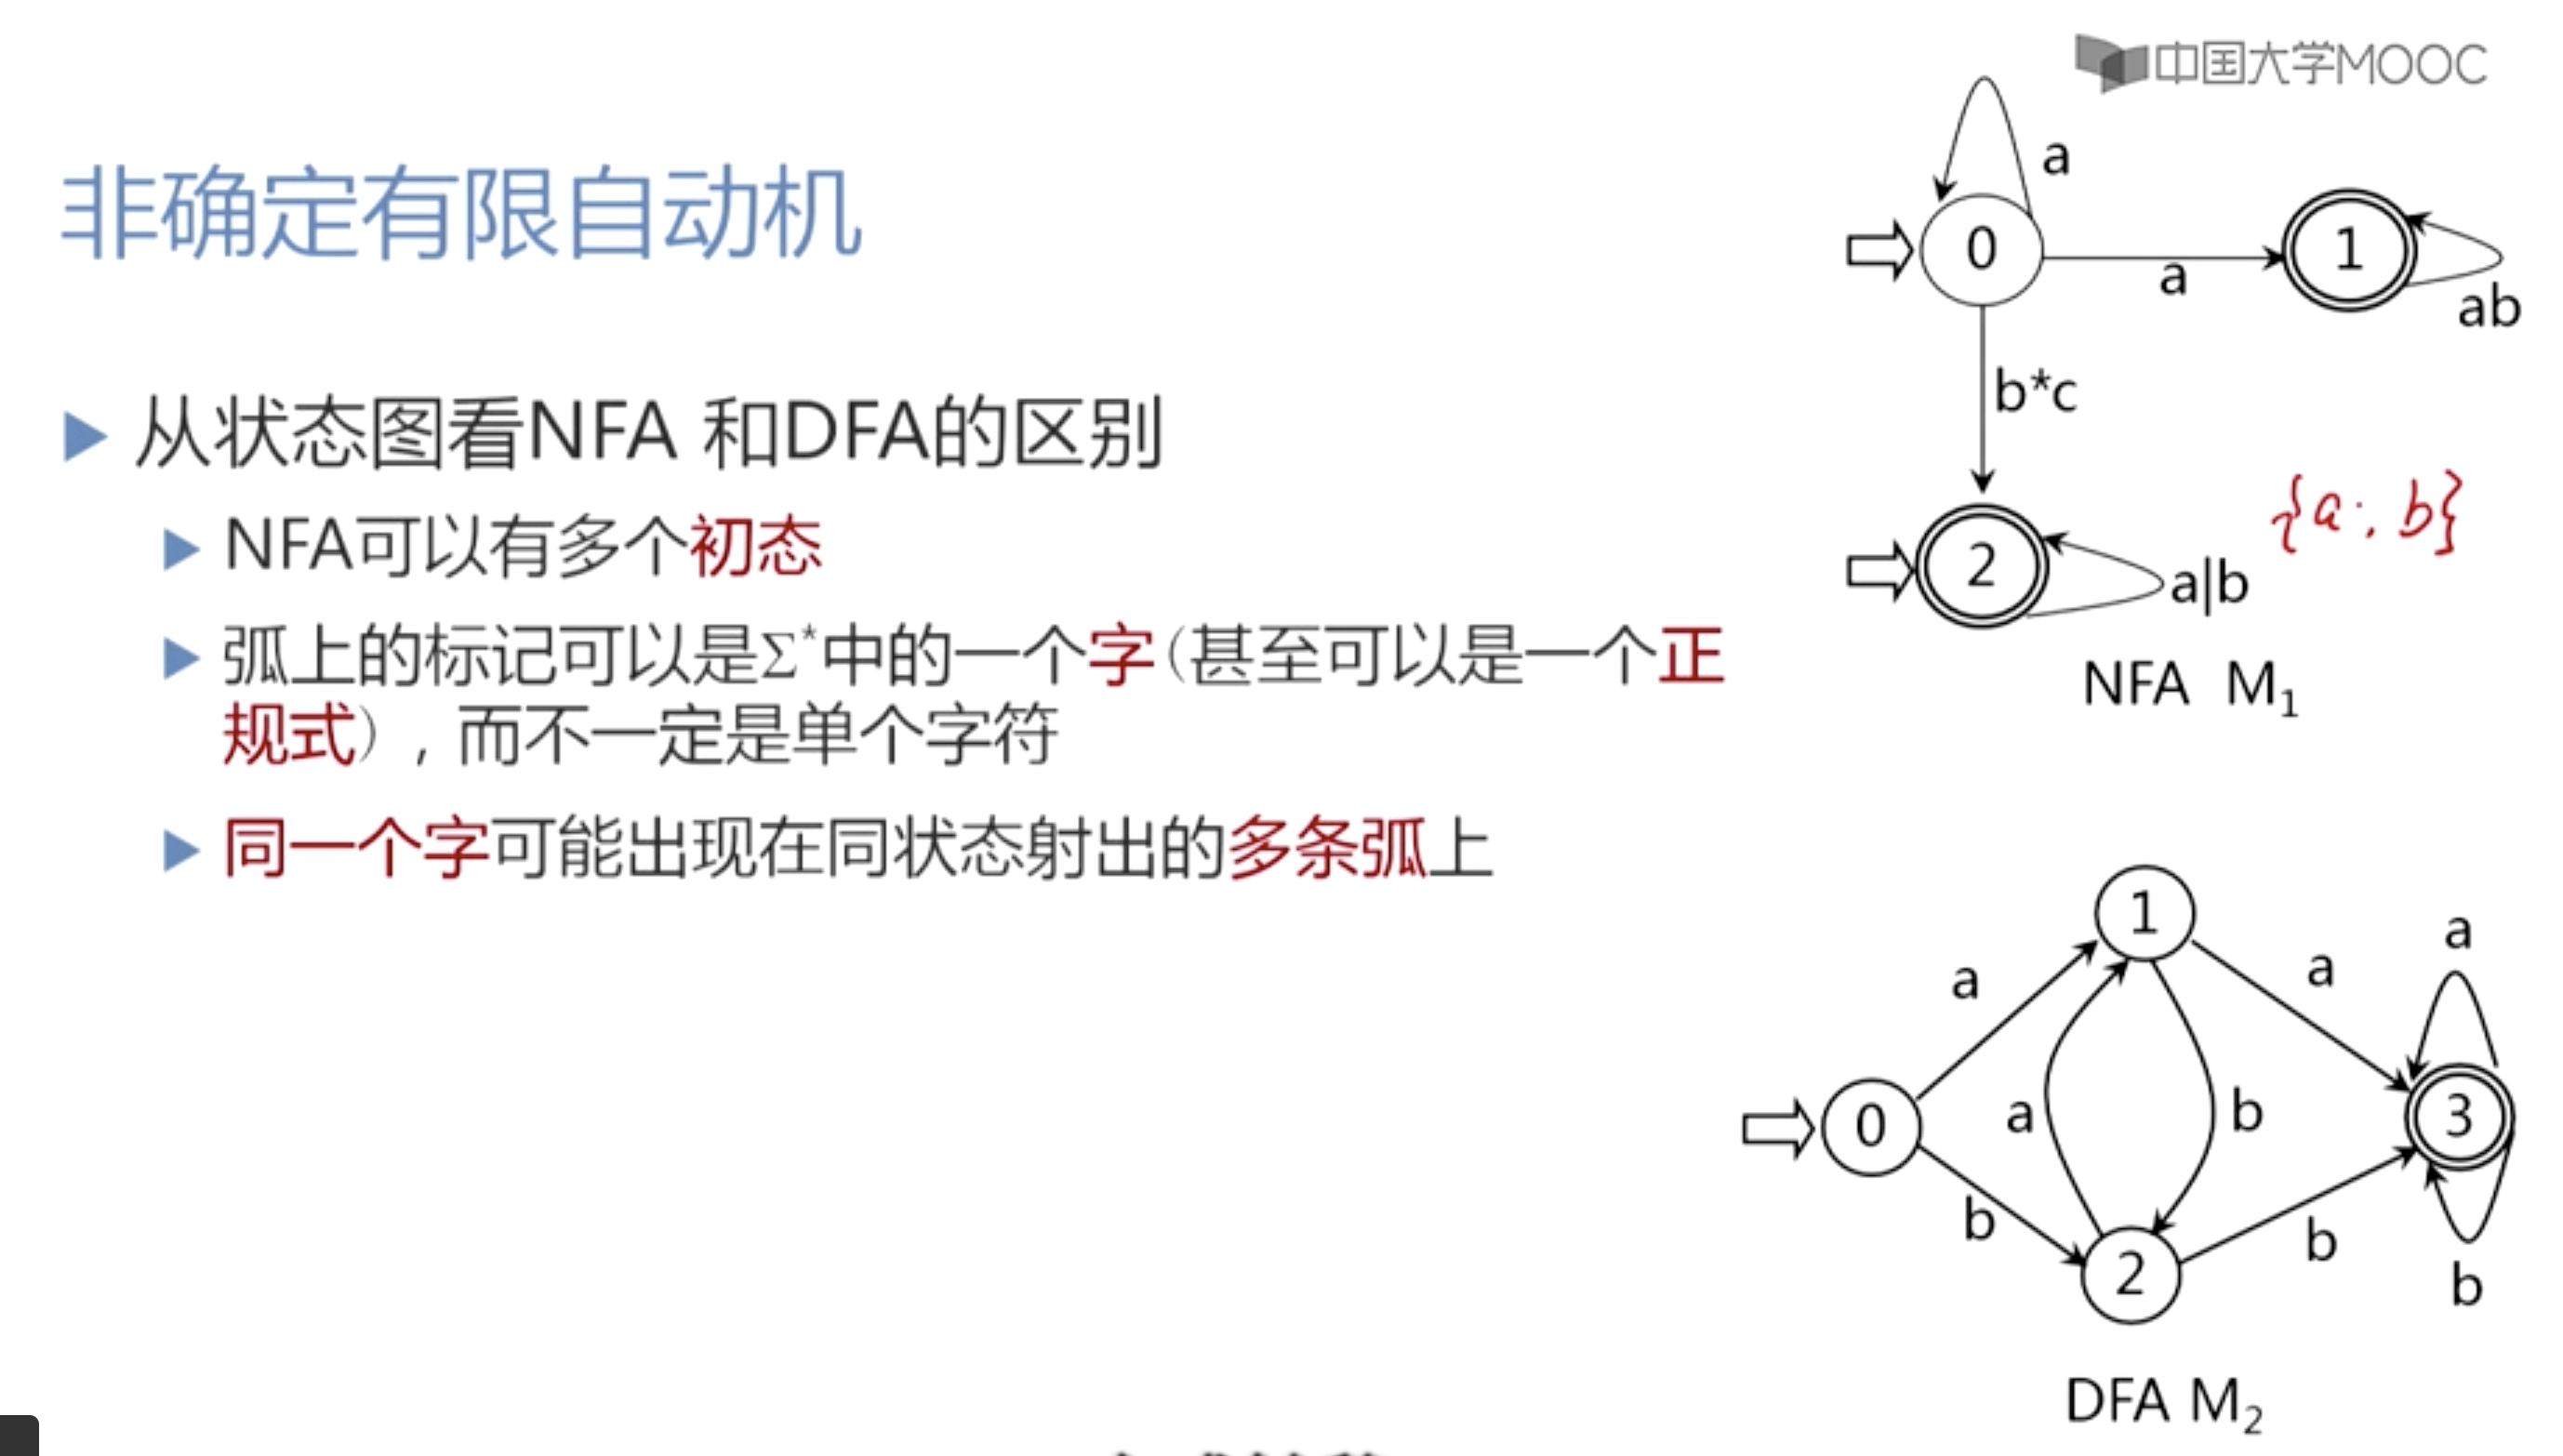 中国大学MOOC
非确定有限自动机
从状态图看NFA 和DFA的区别
NFA可以有多个初态
弧上的标记可以是Σ*中的一个字(甚至可以是一个正
规式),而不一定是单个字符
同一个字可能出现在同状态射出的多条弧上
a
0
1
a
ab
b*c
{a, b}
2
a|b
NFA M₁
1
a
a
a
0
a
b
3
b
2
b
b
DFA M₂